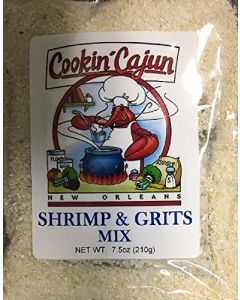 Cookin' Cajun
NEW ORLEANS
SHRIMP & GRITS
MIX
NET WT. 7.5oz (210g)